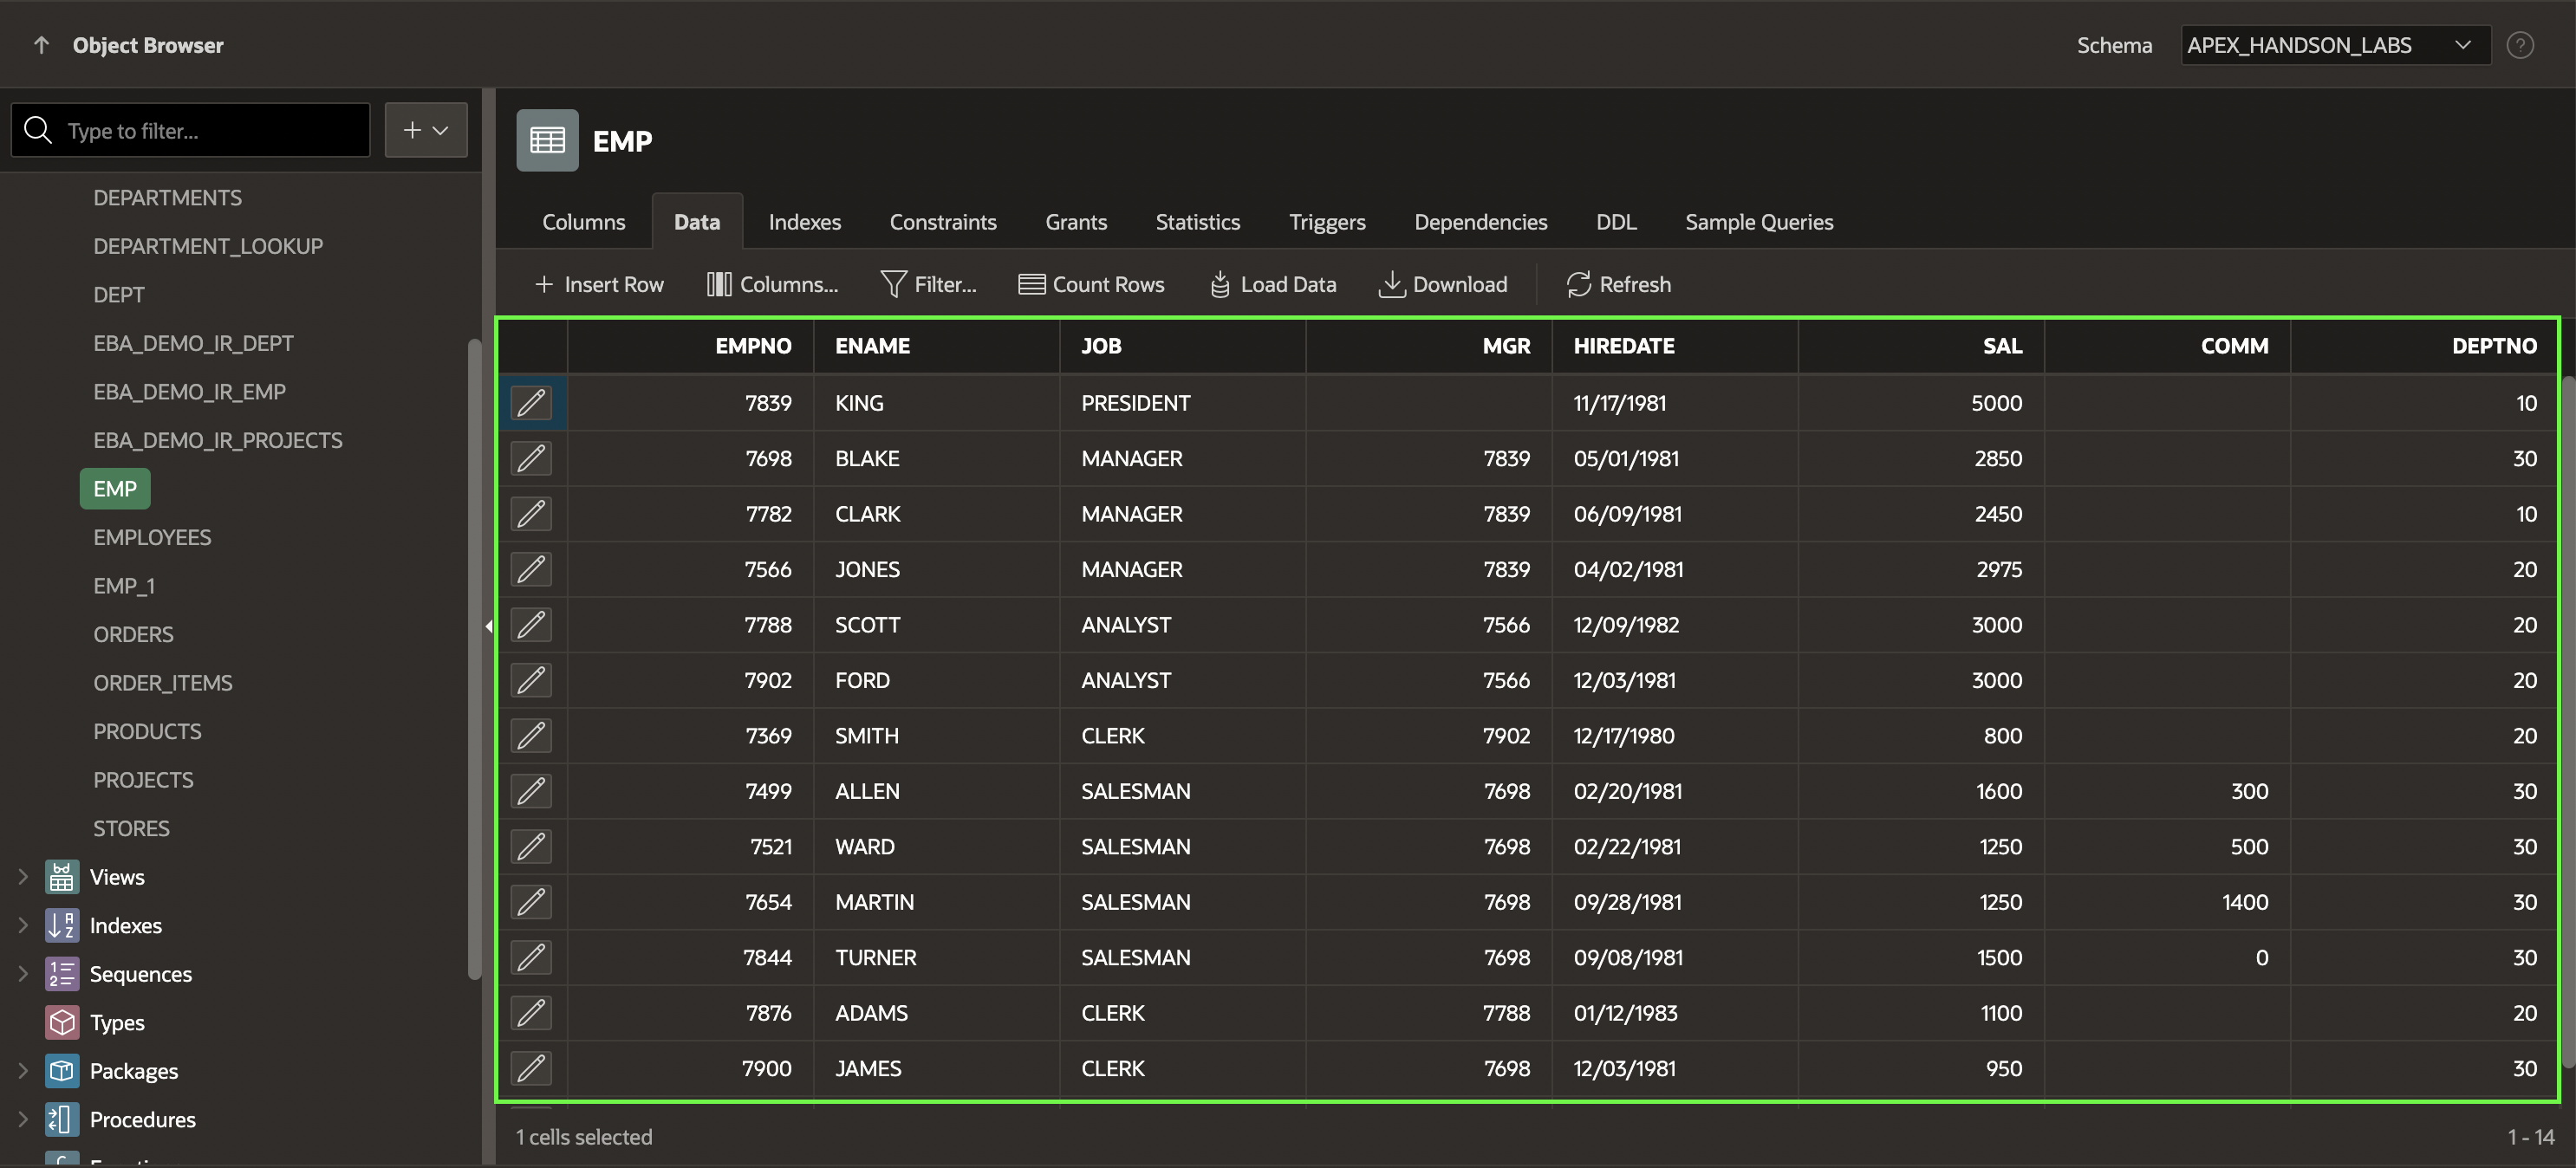 Object Browser
Schema APEX_HANDSON_LABS
Type to filter...
DEPARTMENTS
DEPARTMENT_LOOKUP
DEPT
EBA_DEMO_IR_DEPT
EBA_DEMO_IR_EMP
EBA_DEMO_IR_PROJECTS
EMP
EMPLOYEES
EMP_1
ORDERS
ORDER_ITEMS
PRODUCTS
PROJECTS
STORES
Views
Indexes
Sequences
Types
Packages
Procedures
EMP
Columns Data Indexes Constraints Grants Statistics Triggers Dependencies DDL Sample Queries
Insert Row Columns... Filter... Count Rows Load Data Download Refresh
EMPNO ENAME JOB MGR HIREDATE SAL COMM DEPTNO
7839 KING PRESIDENT 11/17/1981 5000 10
7698 BLAKE MANAGER 7839 05/01/1981 2850 30
7782 CLARK MANAGER 7839 06/09/1981 2450 10
7566 JONES MANAGER 7839 04/02/1981 2975 20
7788 SCOTT ANALYST 7566 12/09/1982 3000 20
7902 FORD ANALYST 7566 12/03/1981 3000 20
7369 SMITH CLERK 7902 12/17/1980 800 20
7499 ALLEN SALESMAN 7698 02/20/1981 1600 300 30
7521 WARD SALESMAN 7698 02/22/1981 1250 500 30
7654 MARTIN SALESMAN 7698 09/28/1981 1250 1400 30
7844 TURNER SALESMAN 7698 09/08/1981 1500 0 30
7876 ADAMS CLERK 7788 01/12/1983 1100 20
7900 JAMES CLERK 7698 12/03/1981 950 30
1 cells selected
1 - 14